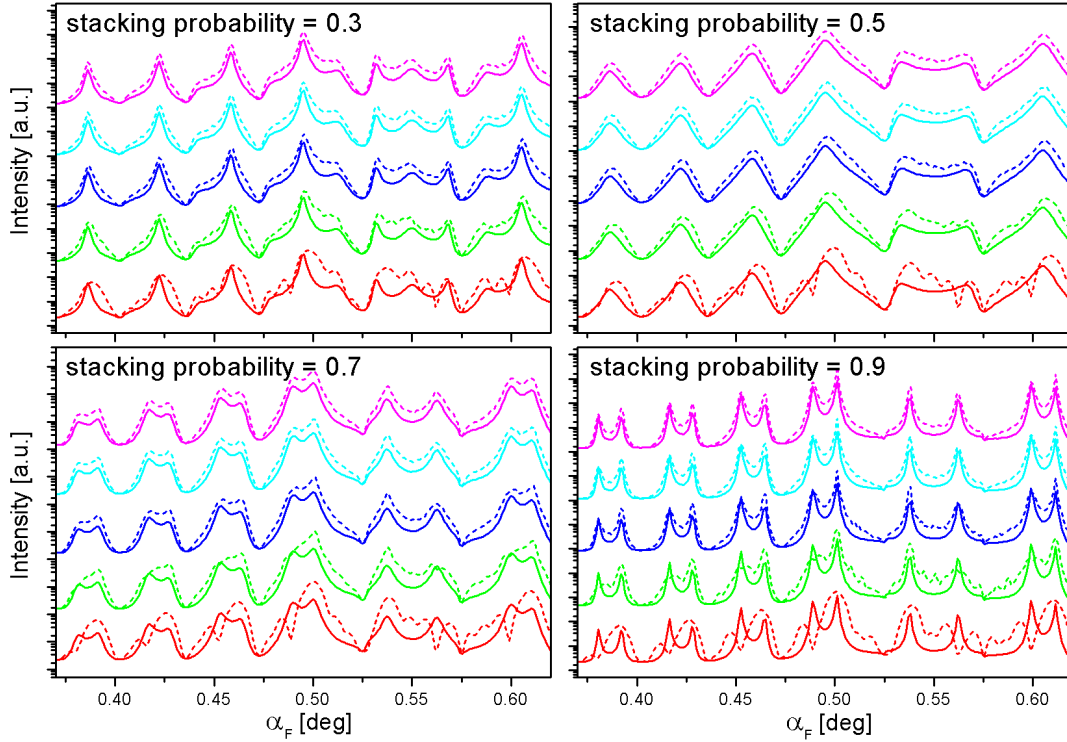 stacking probability = 0.3
stacking probability = 0.5
Intensity [a.u.]
stacking probability = 0.7
stacking probability = 0.9
Intensity [a.u.]
0.40 0.45 0.50 0.55 0.60 0.40 0.45 0.50 0.55 0.60
α_F [deg] α_F [deg]